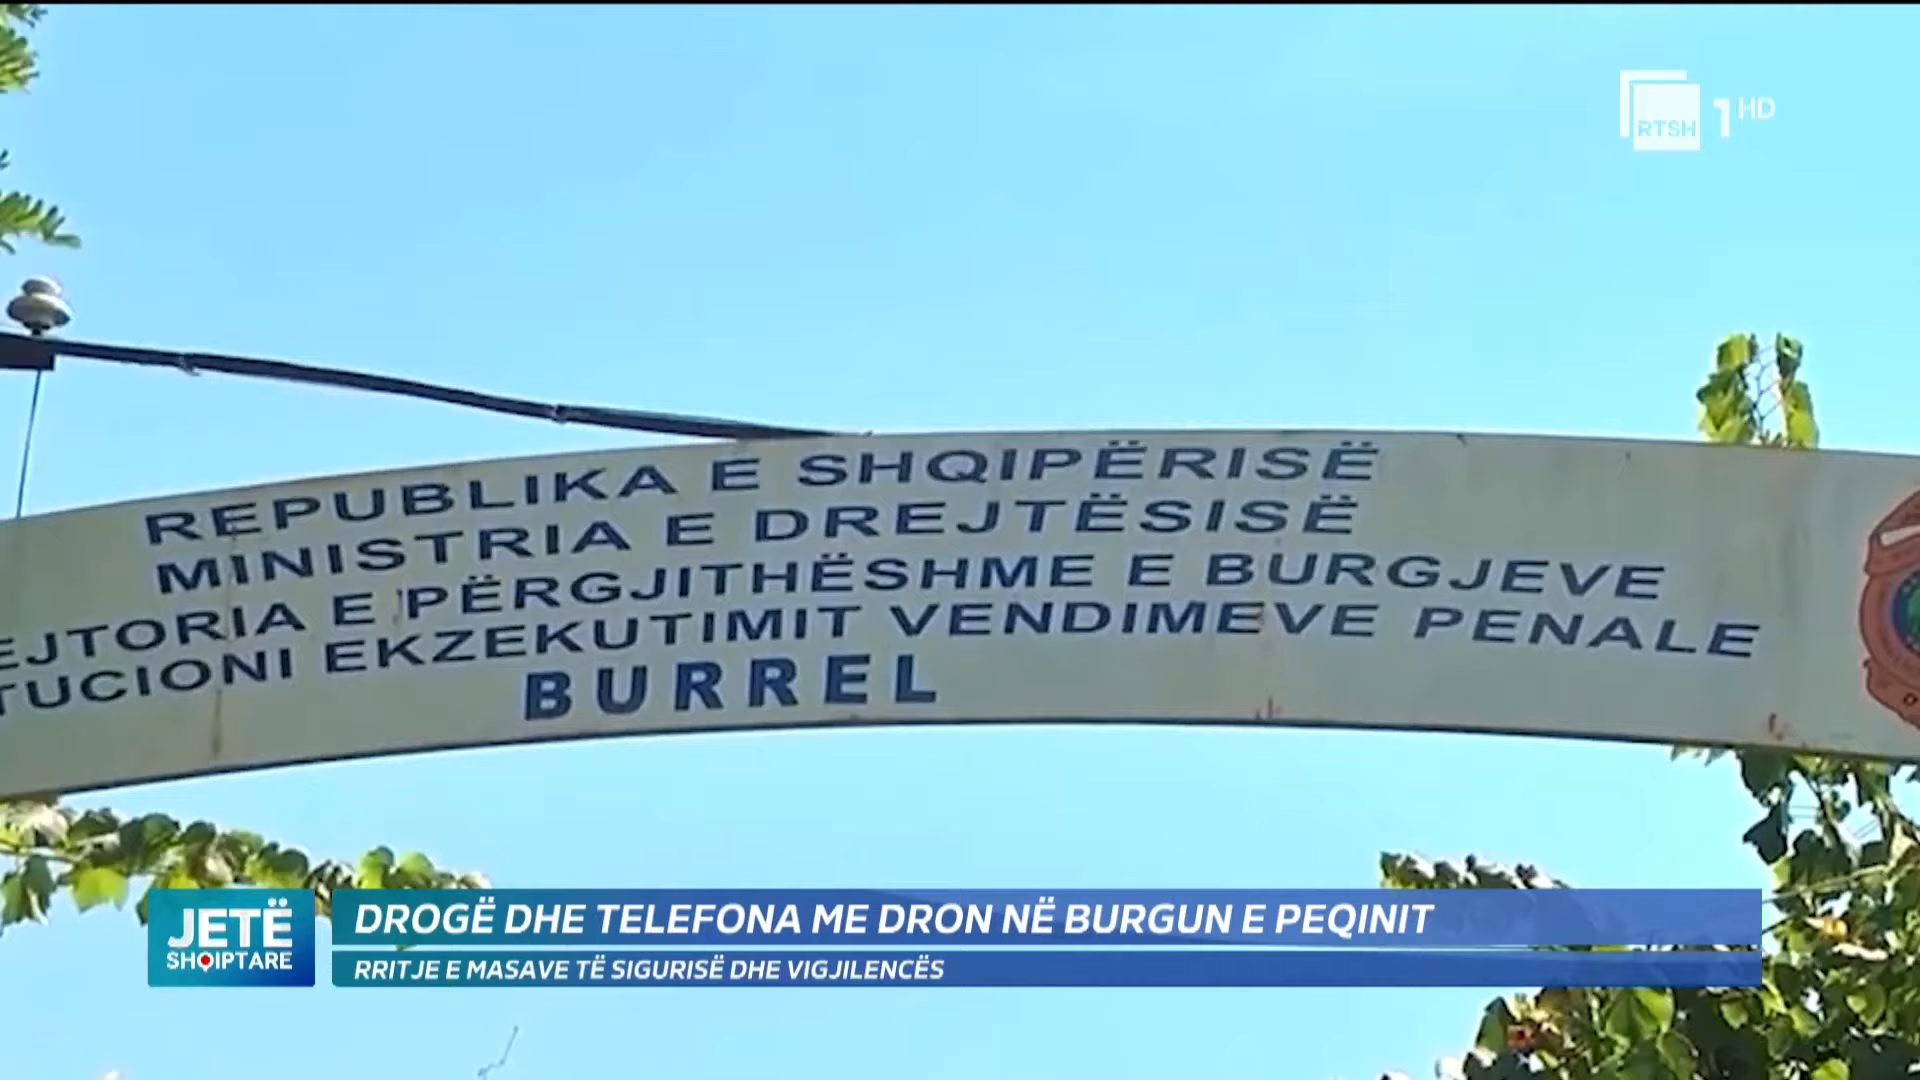 RTSH 1 HD
REPUBLIKA E SHQIPËRISË
MINISTRIA E DREJTËSISË
EJTORIA E PËRGJITHËSHME E BURGJEVE
TUCIONI EKZEKUTIMIT VENDIMEVE PENALE
BURREL
JETË
SHQIPTARE
DROGË DHE TELEFONA ME DRON NË BURGUN E PEQINIT
RRITJE E MASAVE TË SIGURISË DHE VIGJILENCËS